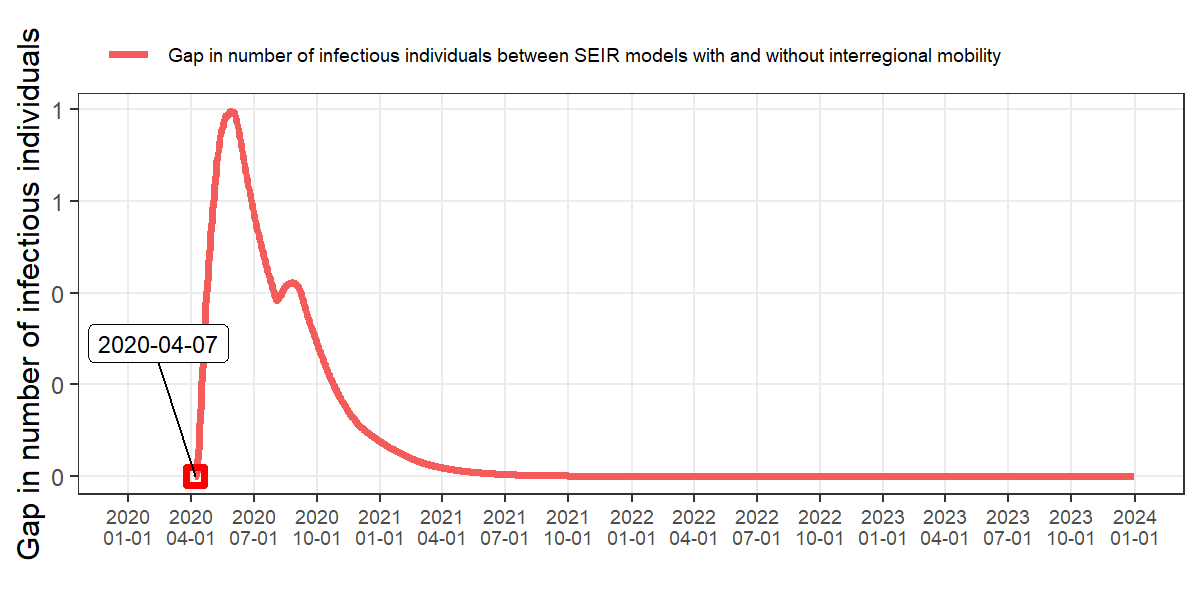 Gap in number of infectious individuals between SEIR models with and without interregional mobility
Gap in number of infectious individuals
1
1
0
0
0
2020-04-07
2020 2020 2020 2020 2021 2021 2021 2021 2022 2022 2022 2022 2023 2023 2023 2023 2024
01-01 04-01 07-01 10-01 01-01 04-01 07-01 10-01 01-01 04-01 07-01 10-01 01-01 04-01 07-01 10-01 01-01